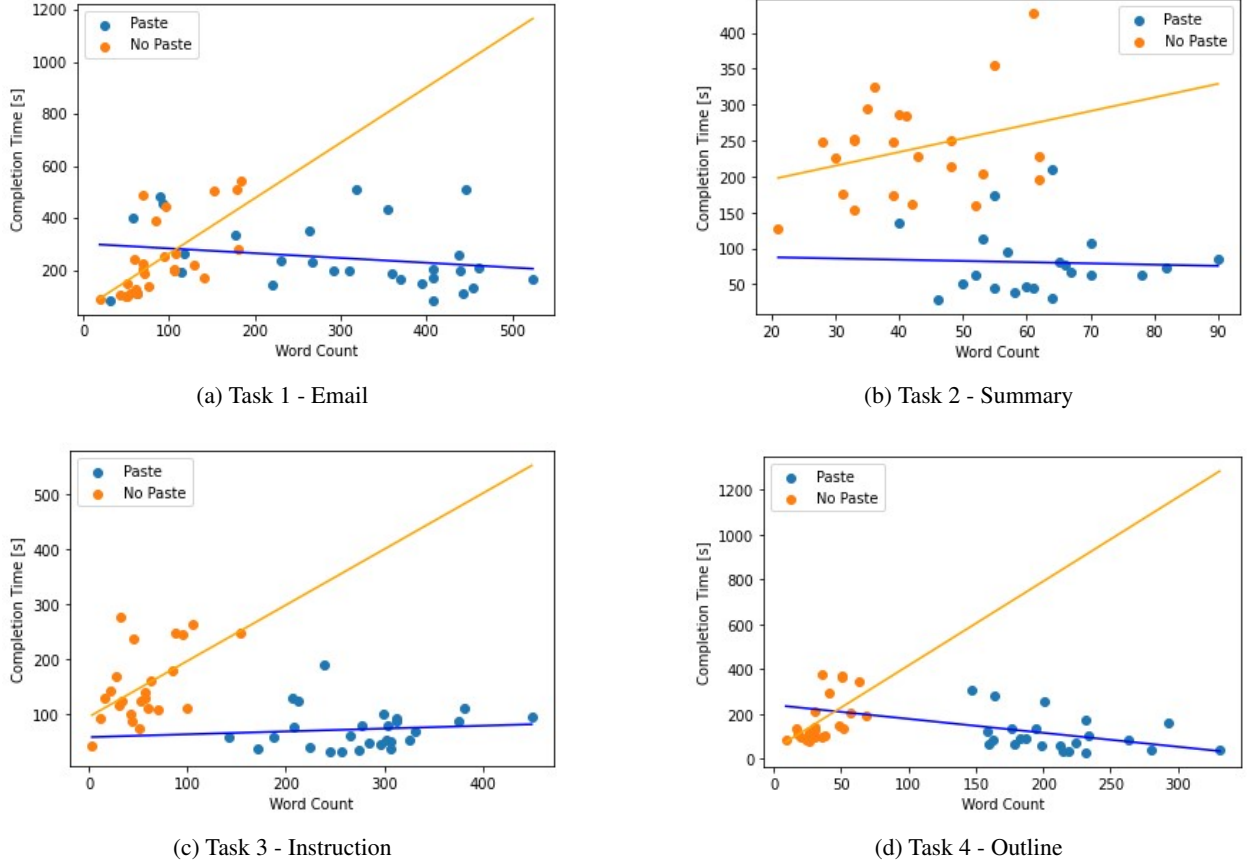 Paste
No Paste
1200
1000
800
600
400
200
Completion Time [s]
0 100 200 300 400 500
Word Count
(a) Task 1 - Email
Paste
No Paste
400
350
300
250
200
150
100
50
Completion Time [s]
20 30 40 50 60 70 80 90
Word Count
(b) Task 2 - Summary
Paste
No Paste
500
400
300
200
100
Completion Time [s]
0 100 200 300 400
Word Count
(c) Task 3 - Instruction
Paste
No Paste
1200
1000
800
600
400
200
0
Completion Time [s]
0 50 100 150 200 250 300
Word Count
(d) Task 4 - Outline